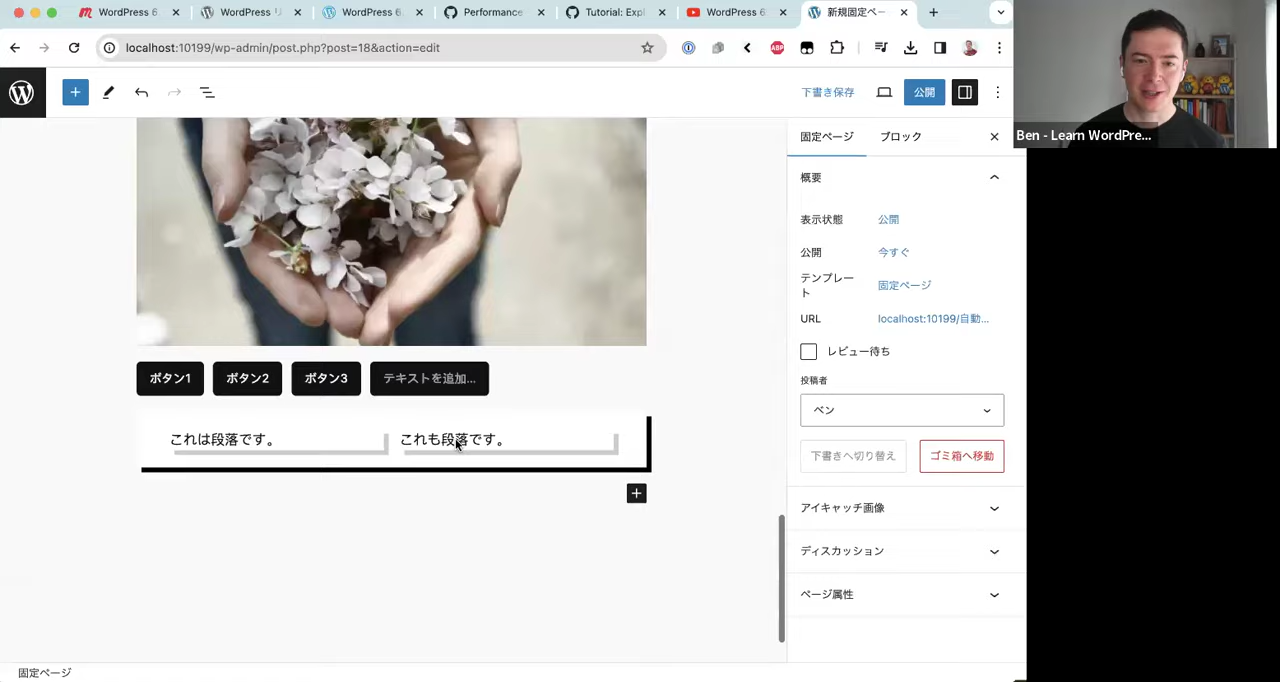 WordPress 6
WordPress リ
WordPress 6
Performance
Tutorial: Expl
WordPress 6
新規固定ペー
localhost:10199/wp-admin/post.php?post=18&action=edit
ABP
下書き保存
公開
Ben - Learn WordPre...
固定ページ
ブロック
概要
表示状態
公開
公開
今すぐ
テンプレー
ト
固定ページ
URL
localhost:10199/自動...
レビュー待ち
投稿者
ベン
下書きへ切り替え
ゴミ箱へ移動
アイキャッチ画像
ディスカッション
ページ属性
ボタン1
ボタン2
ボタン3
テキストを追加...
これは段落です。
これも段落です。
固定ページ